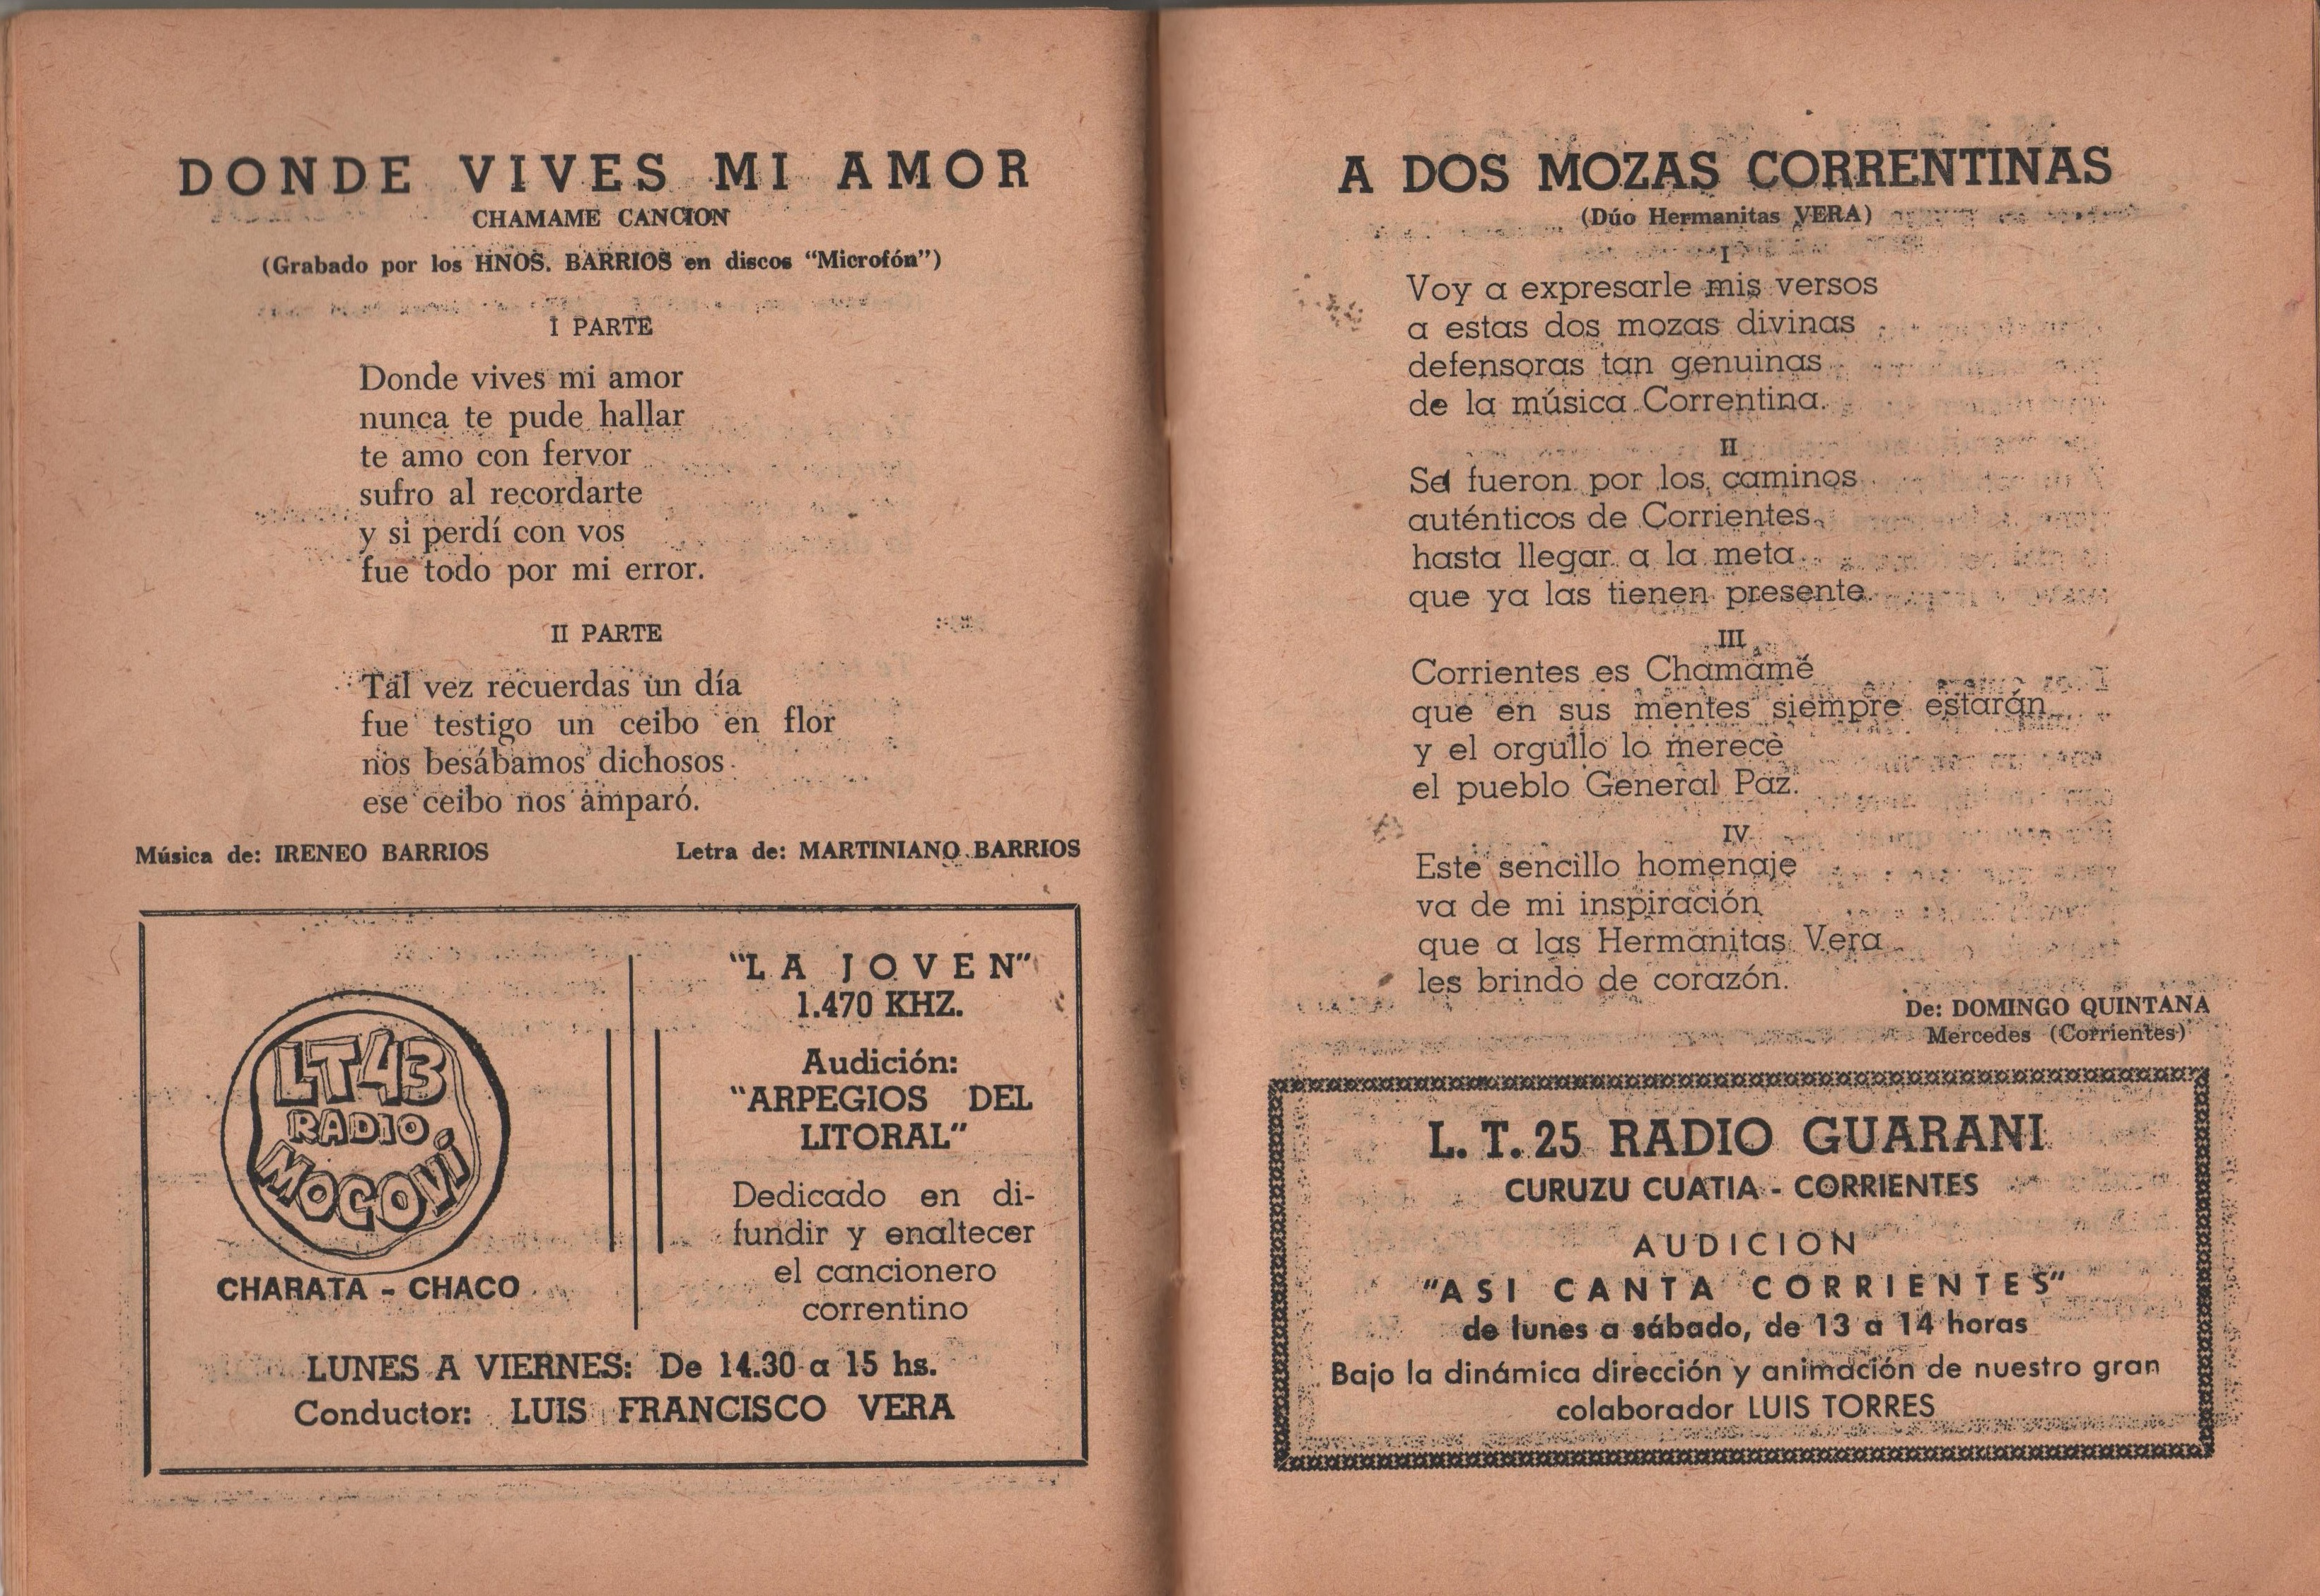 DONDE VIVES MI AMOR
CHAMAME CANCION
(Grabado por los HNOS. BARRIOS en discos “Microfón”)
I PARTE
Donde vives mi amor
nunca te pude hallar
te amo con fervor
sufro al recordarte
y si perdí con vos
fue todo por mi error.
II PARTE
Tal vez recuerdas un día
fue testigo un ceibo en flor
nos besábamos dichosos
ese ceibo nos amparó.
Música de: IRENEO BARRIOS Letra de: MARTINIANO BARRIOS
LT43
RADIO
MOCOVÍ
CHARATA - CHACO
“LA JOVEN”
1.470 KHZ.
Audición:
“ARPEGIOS DEL
LITORAL”
Dedicado en di-
fundir y enaltecer
el cancionero
correntino
LUNES A VIERNES: De 14.30 a 15 hs.
Conductor: LUIS FRANCISCO VERA
A DOS MOZAS CORRENTINAS
(Dúo Hermanitas VERA)
I
Voy a expresarle mis versos
a estas dos mozas divinas
defensoras tan genuinas
de la música Correntina.
II
Se fueron por los caminos
auténticos de Corrientes
hasta llegar a la meta
que ya las tienen presente
III
Corrientes es Chamamé
que en sus mentes siempre estarán
y el orgullo lo merece
el pueblo General Paz.
IV
Este sencillo homenaje
va de mi inspiración
que a las Hermanitas Vera
les brindo de corazón.
De: DOMINGO QUINTANA
Mercedes (Corrientes)
L. T. 25 RADIO GUARANI
CURUZU CUATIA - CORRIENTES
AUDICION
“ASI CANTA CORRIENTES”
de lunes a sábado, de 13 a 14 horas
Bajo la dinámica dirección y animación de nuestro gran
colaborador LUIS TORRES